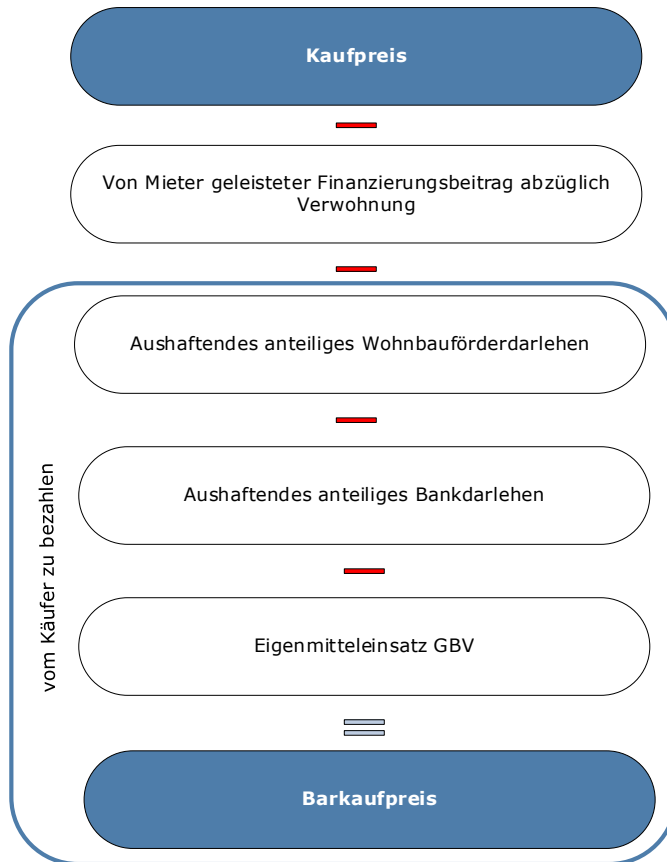 Kaufpreis
Von Mieter geleisteter Finanzierungsbeitrag abzüglich
Verwohnung
Aushaftendes anteiliges Wohnbauförderdarlehen
Aushaftendes anteiliges Bankdarlehen
Eigenmitteleinsatz GBV
Barkaufpreis
vom Käufer zu bezahlen